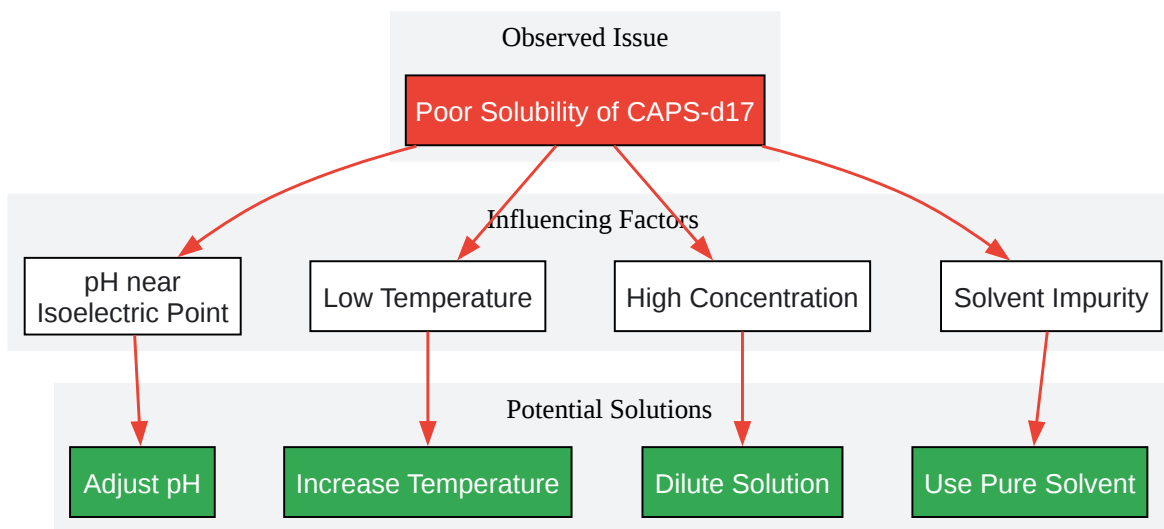 Observed Issue
Poor Solubility of CAPS-d17
Influencing Factors
pH near
Isoelectric Point
Low Temperature
High Concentration
Solvent Impurity
Potential Solutions
Adjust pH
Increase Temperature
Dilute Solution
Use Pure Solvent